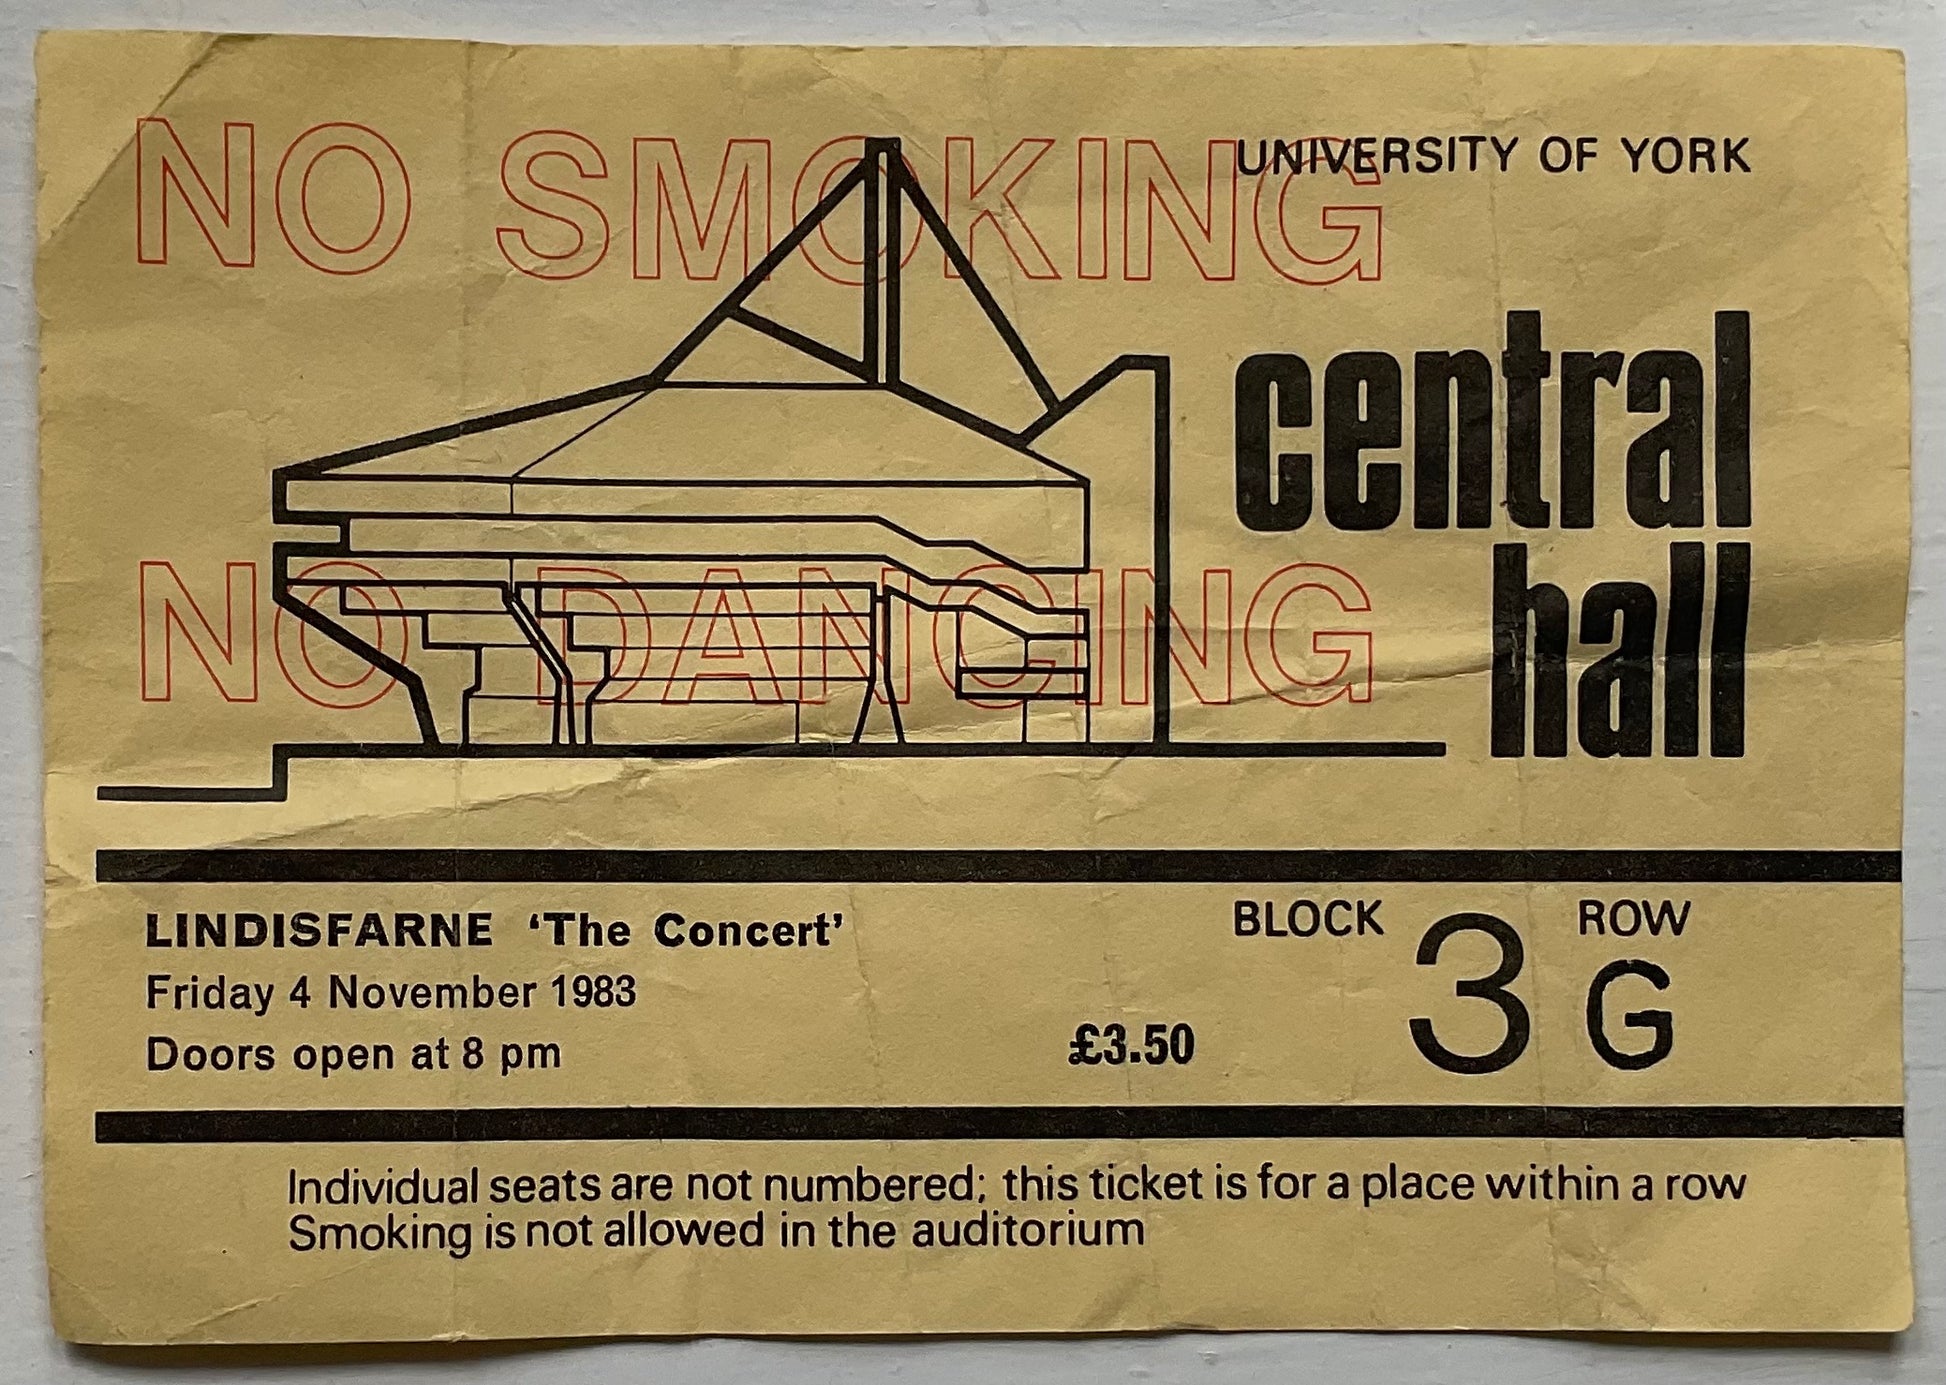 NO SMOKING
UNIVERSITY OF YORK
central
hall
NO DANCING
LINDISFARNE ‘The Concert’
Friday 4 November 1983
Doors open at 8 pm
£3.50
BLOCK 3
ROW G
Individual seats are not numbered; this ticket is for a place within a row
Smoking is not allowed in the auditorium